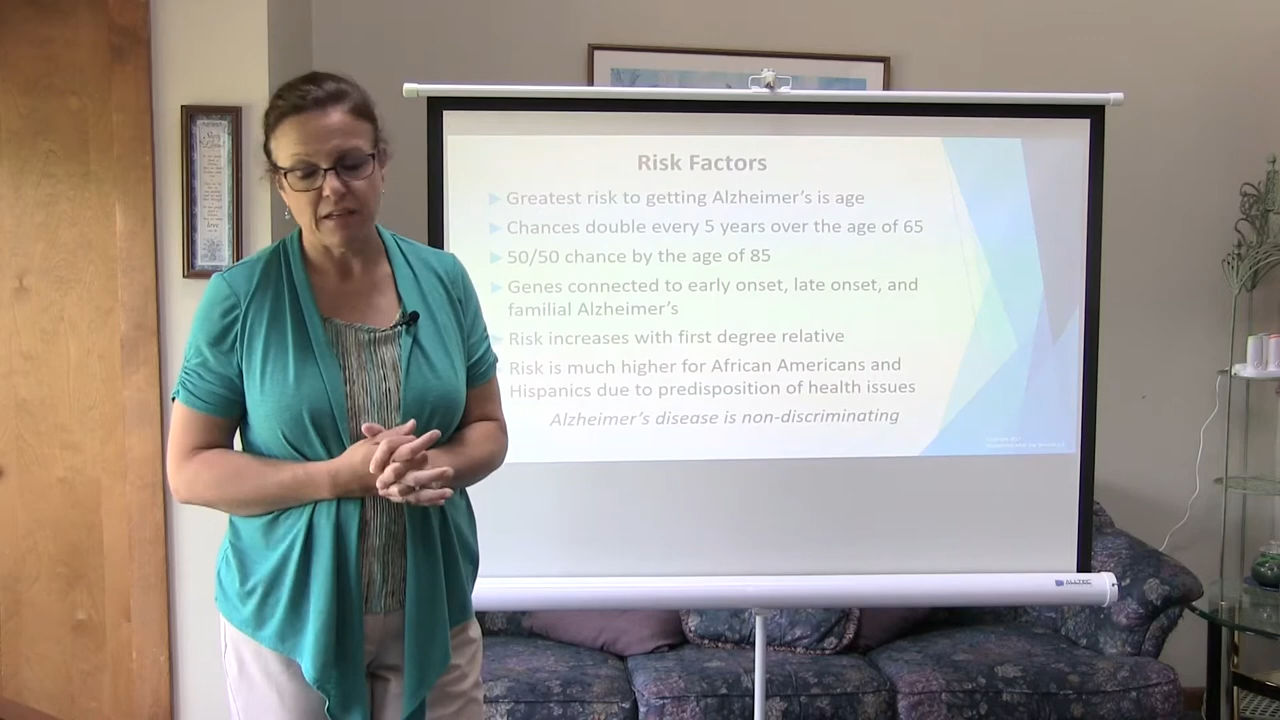 Risk Factors
Greatest risk to getting Alzheimer's is age
Chances double every 5 years over the age of 65
50/50 chance by the age of 85
Genes connected to early onset, late onset, and
familial Alzheimer's
Risk increases with first degree relative
Risk is much higher for African Americans and
Hispanics due to predisposition of health issues
Alzheimer's disease is non-discriminating
ALLTEC